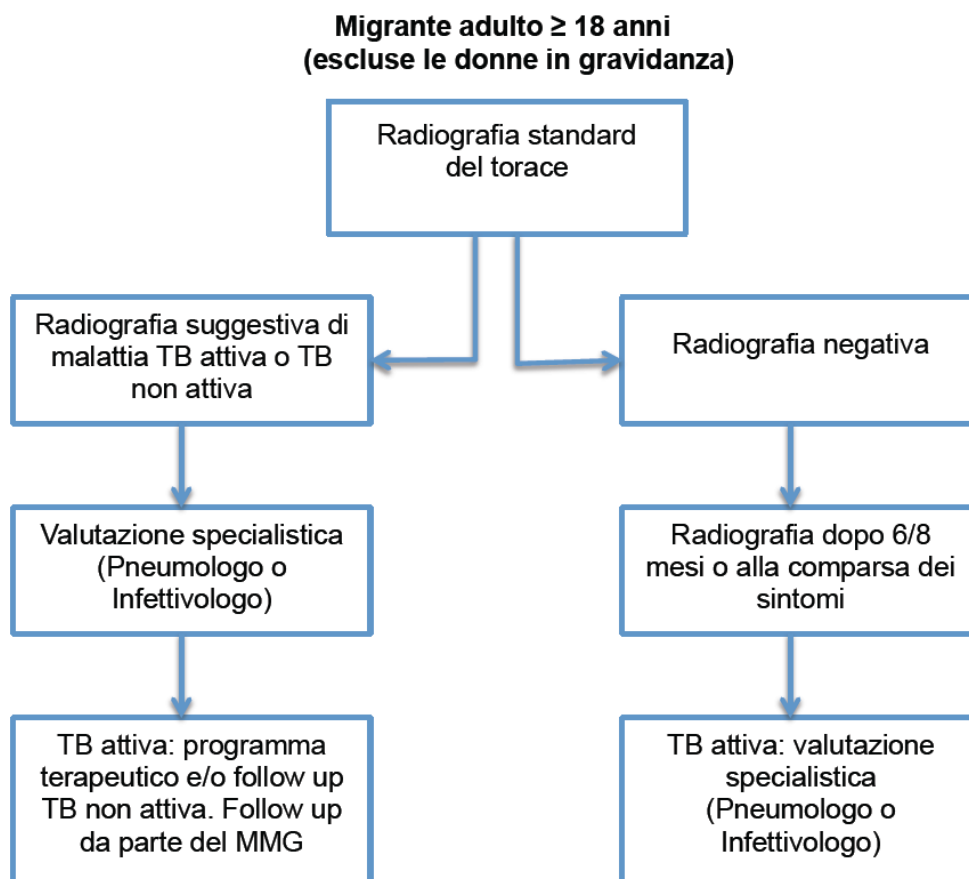 Migrante adulto ≥ 18 anni
(escluse le donne in gravidanza)
Radiografia standard
del torace
Radiografia suggestiva di
malattia TB attiva o TB
non attiva
Radiografia negativa
Valutazione specialistica
(Pneumologo o
Infettivologo)
Radiografia dopo 6/8
mesi o alla comparsa dei
sintomi
TB attiva: programma
terapeutico e/o follow up
TB non attiva. Follow up
da parte del MMG
TB attiva: valutazione
specialistica
(Pneumologo o
Infettivologo)